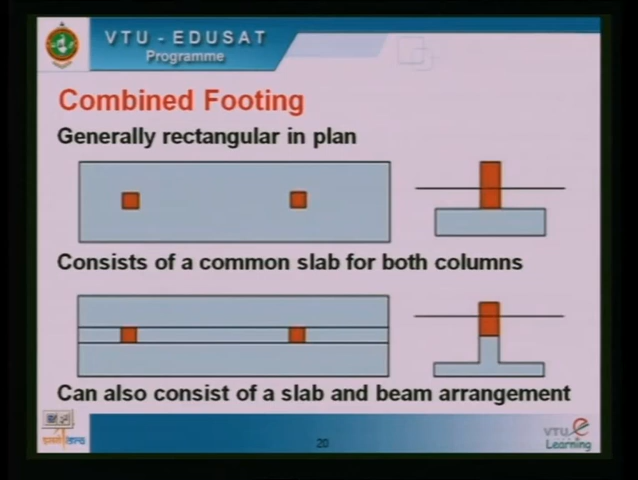 VTU - EDUSAT
Programme
Combined Footing
Generally rectangular in plan
Consists of a common slab for both columns
Can also consist of a slab and beam arrangement
20
VTU e
Learning